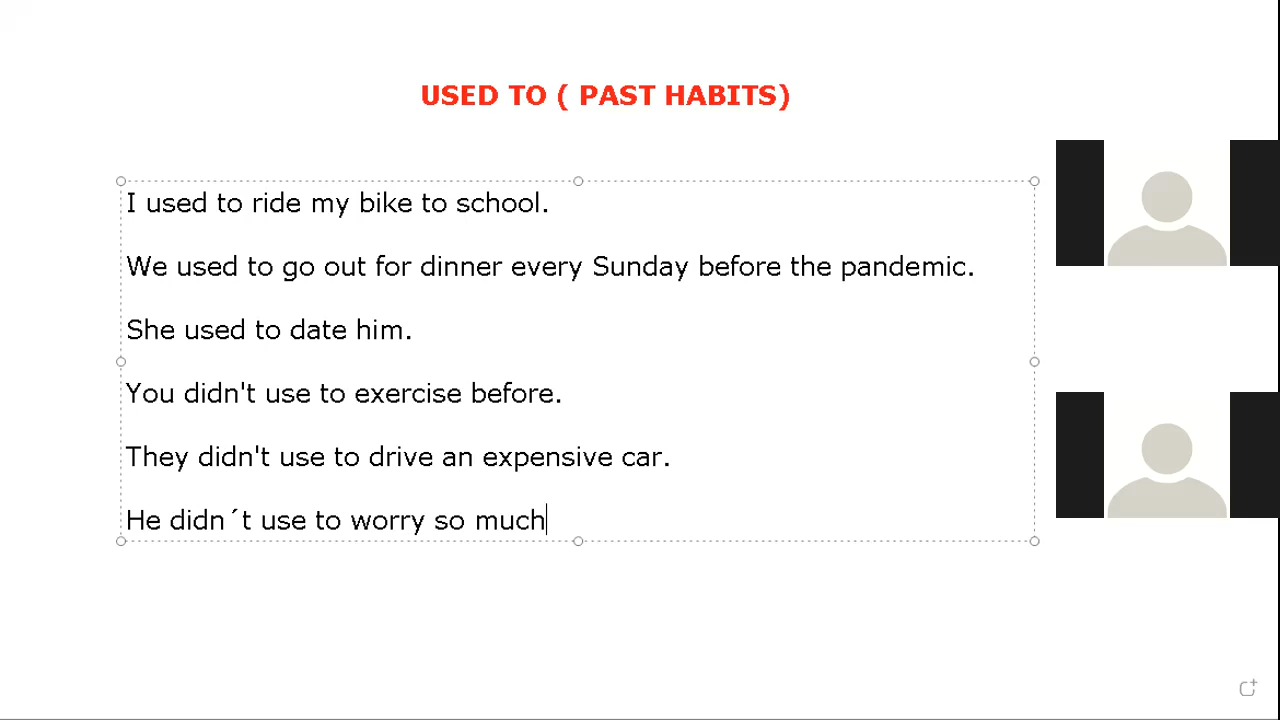 USED TO ( PAST HABITS)
I used to ride my bike to school.
We used to go out for dinner every Sunday before the pandemic.
She used to date him.
You didn't use to exercise before.
They didn't use to drive an expensive car.
He didn´t use to worry so much